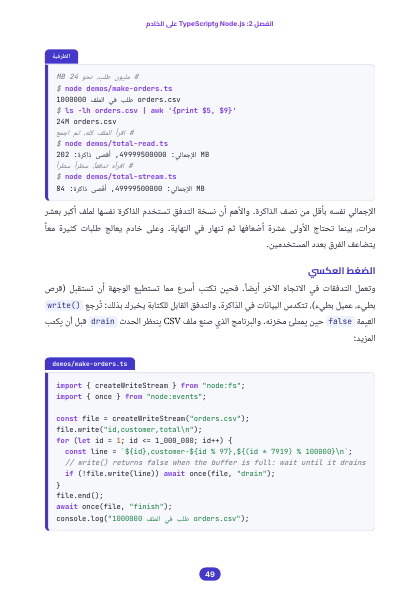 الفصل 2: Node.js وTypeScript على الخادم
الطرفية
# مليون طلب، نحو 24 MB
$ node demos/make-orders.ts
1000000 طلب في الملف orders.csv
$ ls -lh orders.csv | awk '{print $5, $9}'
24M orders.csv
# اقرأ الملف كله، ثم اجمع
$ node demos/total-read.ts
الإجمالي: 49999500000, أقصى ذاكرة: 202 MB
# اقرأه تدفقاً، سطراً سطراً
$ node demos/total-stream.ts
الإجمالي: 49999500000, أقصى ذاكرة: 84 MB
الإجمالي نفسه بأقل من نصف الذاكرة. والأهم أن نسخة التدفق تستخدم الذاكرة نفسها لملف أكبر بعشر
مرات، بينما تحتاج الأولى عشرة أضعافها ثم تنهار في النهاية. وعلى خادم يعالج طلبات كثيرة معاً
يتضاعف الفرق بعدد المستخدمين.
الضغط العكسي
وتعمل التدفقات في الاتجاه الآخر أيضاً. فحين تكتب أسرع مما تستطيع الوجهة أن تستقبل (قرص
بطيء، عميل بطيء)، تتكدس البيانات في الذاكرة. والتدفق القابل للكتابة يخبرك بذلك: تُرجع write()
القيمة false حين يمتلئ مخزنه. والبرنامج الذي صنع ملف CSV ينتظر الحدث drain قبل أن يكتب
المزيد:
demos/make-orders.ts
import { createWriteStream } from "node:fs";
import { once } from "node:events";
const file = createWriteStream("orders.csv");
file.write("id,customer,total\n");
for (let id = 1; id <= 1_000_000; id++) {
const line = `${id},customer-${id % 97},${(id * 7919) % 100000}\n`;
// write() returns false when the buffer is full: wait until it drains
if (!file.write(line)) await once(file, "drain");
}
file.end();
await once(file, "finish");
console.log("1000000 طلب في الملف orders.csv");
49